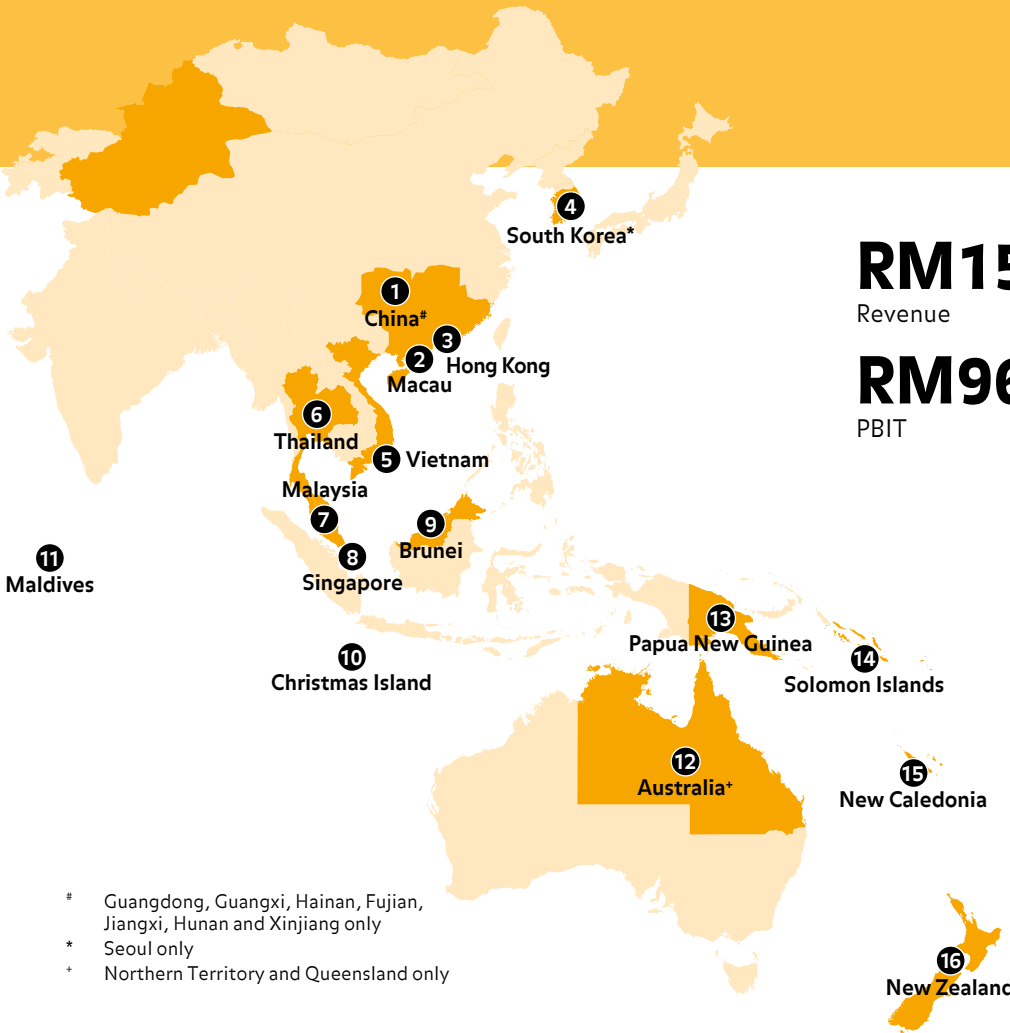 4
South Korea*
RM15
Revenue
1
China#
3
Hong Kong
2
Macau
RM96
PBIT
6
Thailand
5 Vietnam
Malaysia
7
9
Brunei
8
Singapore
11
Maldives
13
Papua New Guinea
10
Christmas Island
14
Solomon Islands
12
Australia+
15
New Caledonia
# Guangdong, Guangxi, Hainan, Fujian,
Jiangxi, Hunan and Xinjiang only
* Seoul only
+ Northern Territory and Queensland only
16
New Zealand